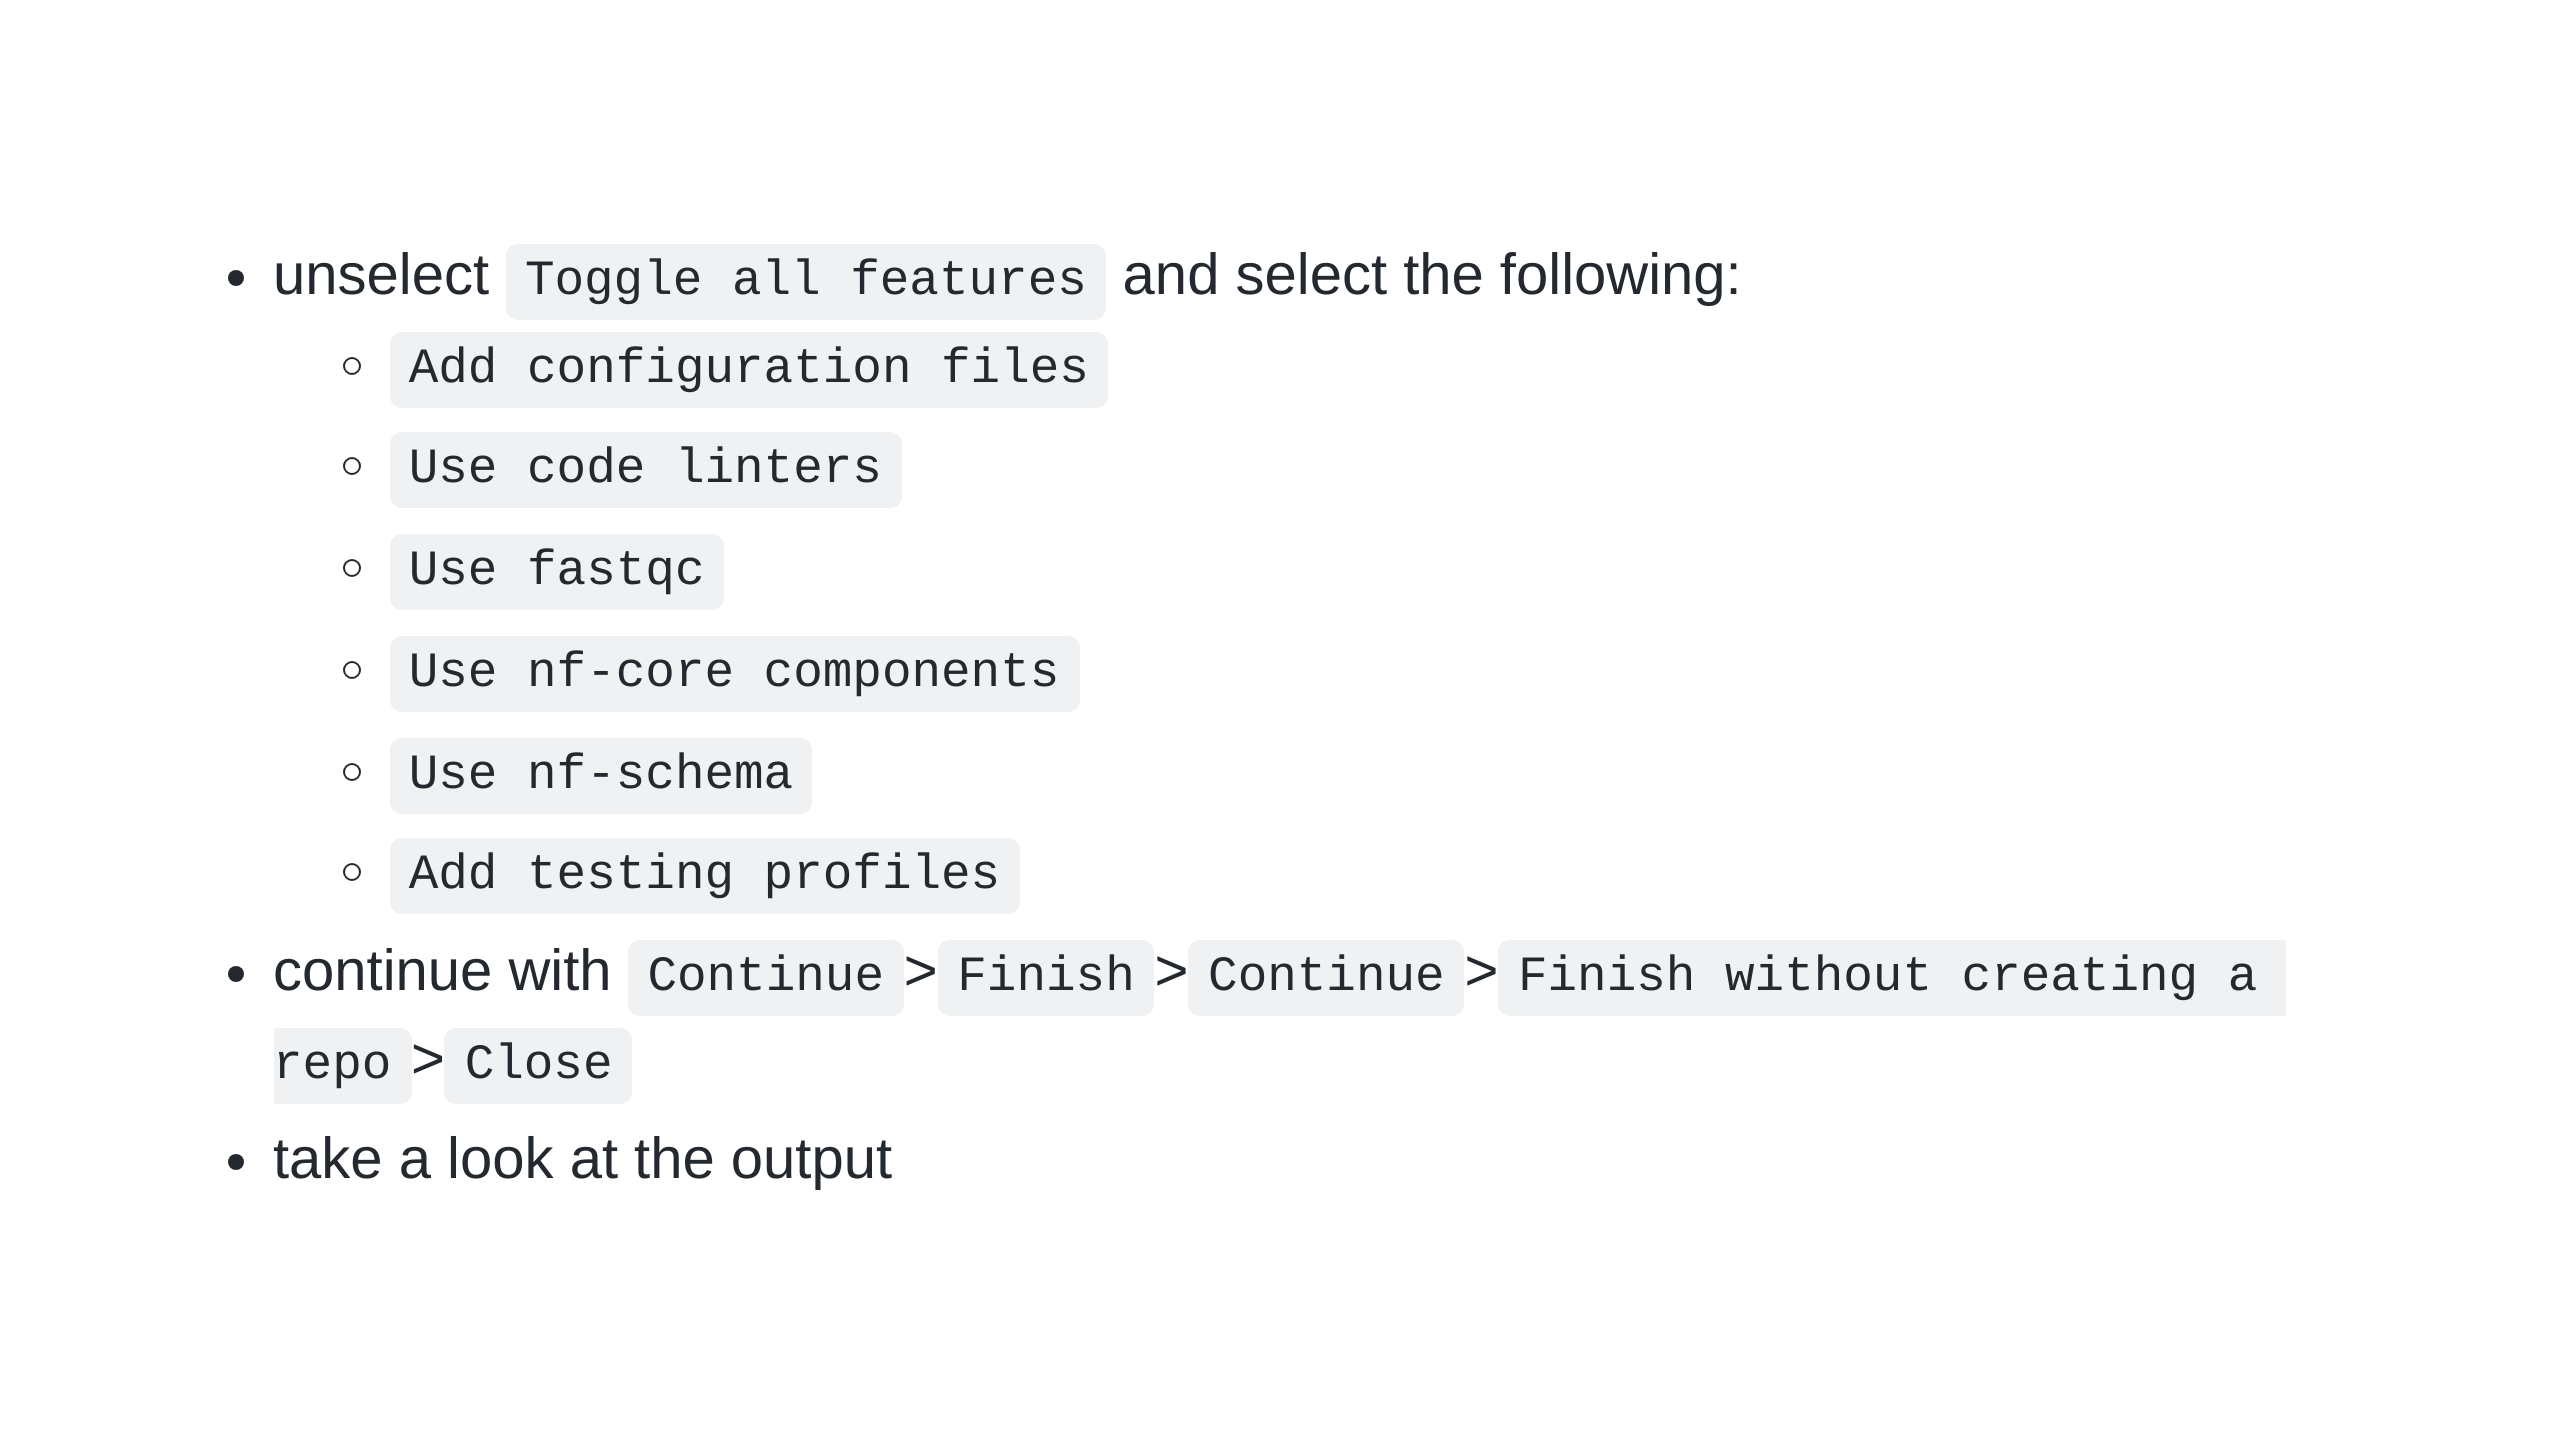 unselect Toggle all features and select the following:
Add configuration files
Use code linters
Use fastqc
Use nf-core components
Use nf-schema
Add testing profiles
continue with Continue > Finish > Continue > Finish without creating a
repo > Close
take a look at the output